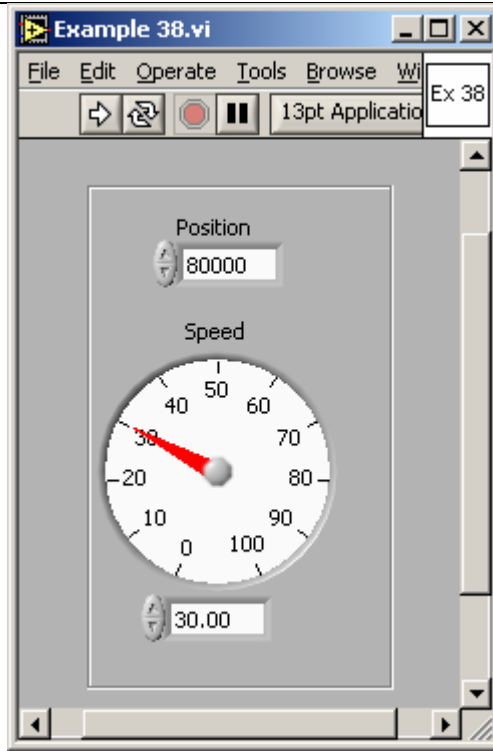 Example 38.vi
File Edit Operate Tools Browse Wi
Ex 38
13pt Applicatio
Position
80000
Speed
50
40 60
30 70
20 80
10 90
0 100
30.00